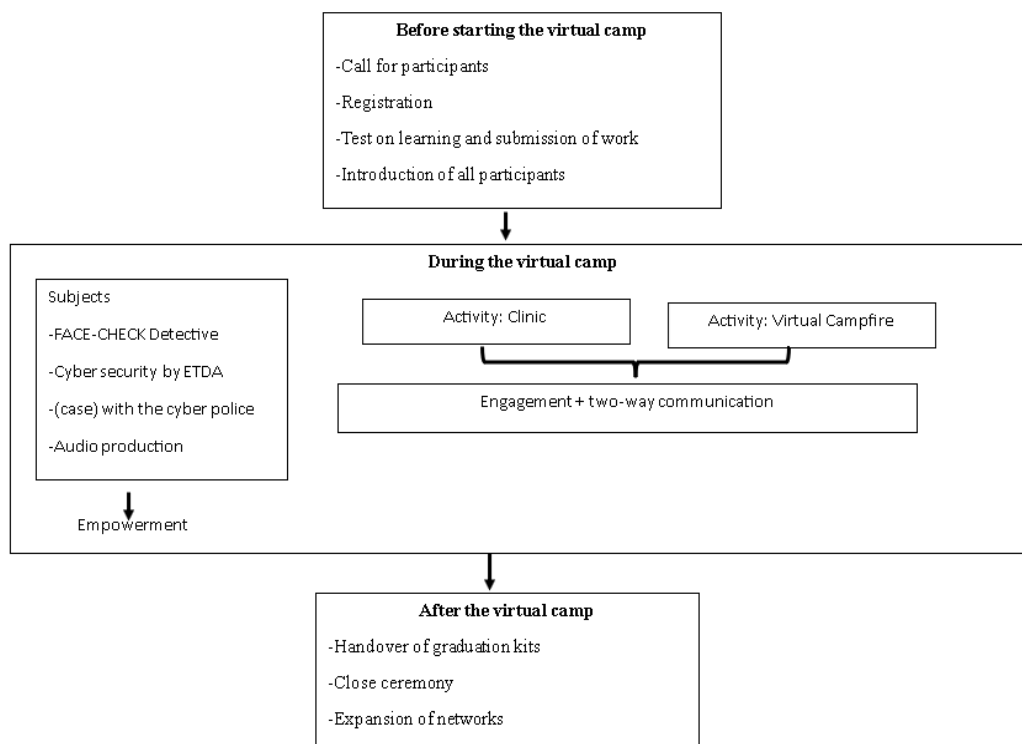 Before starting the virtual camp
-Call for participants
-Registration
-Test on learning and submission of work
-Introduction of all participants
During the virtual camp
Subjects
-FACE-CHECK Detective
-Cyber security by ETDA
-(case) with the cyber police
-Audio production
Empowerment
Activity: Clinic
Activity: Virtual Campfire
Engagement + two-way communication
After the virtual camp
-Handover of graduation kits
-Close ceremony
-Expansion of networks